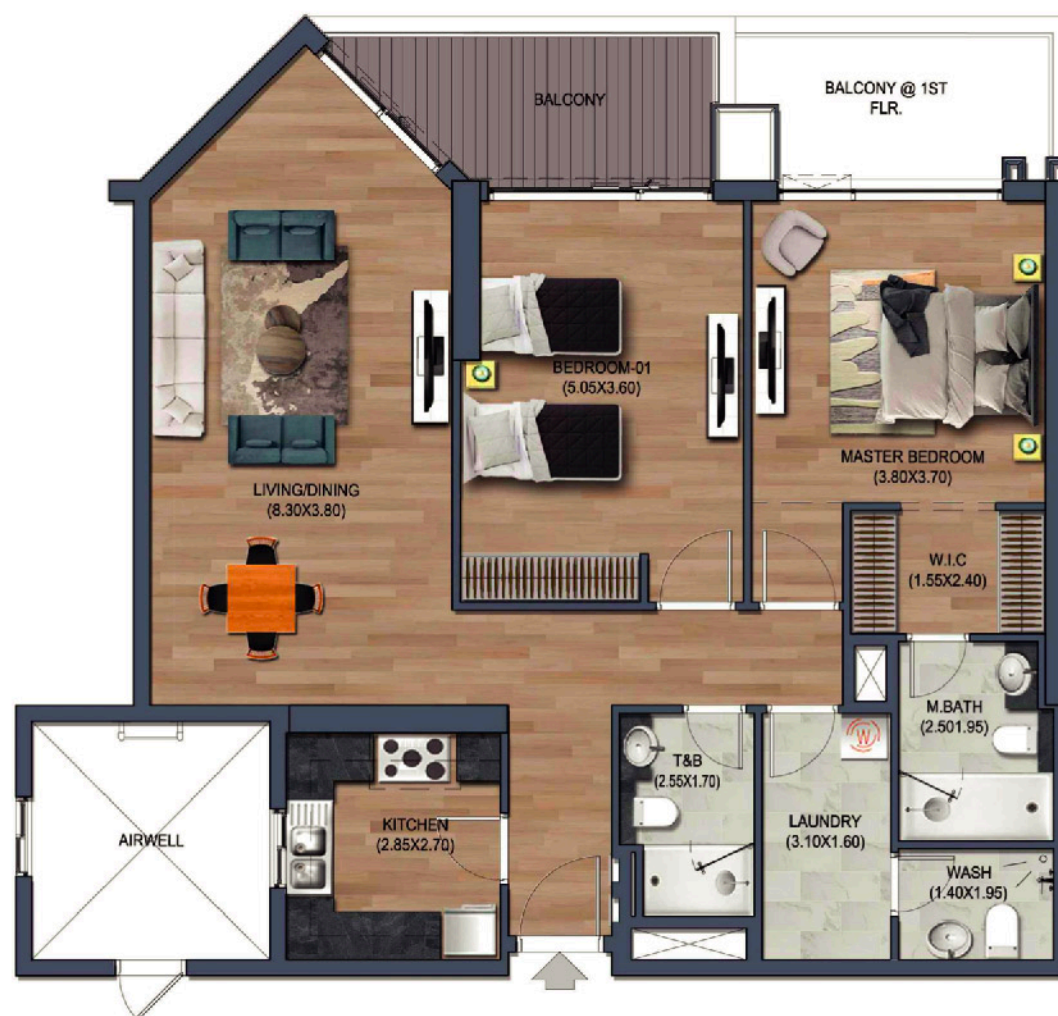 BALCONY
BALCONY @ 1ST
FLR.
BEDROOM-01
(5.05X3.60)
MASTER BEDROOM
(3.80X3.70)
LIVING/DINING
(8.30X3.80)
W.I.C
(1.55X2.40)
M.BATH
(2.501.95)
T&B
(2.55X1.70)
W
LAUNDRY
(3.10X1.60)
KITCHEN
(2.85X2.70)
AIRWELL
WASH
(1.40X1.95)